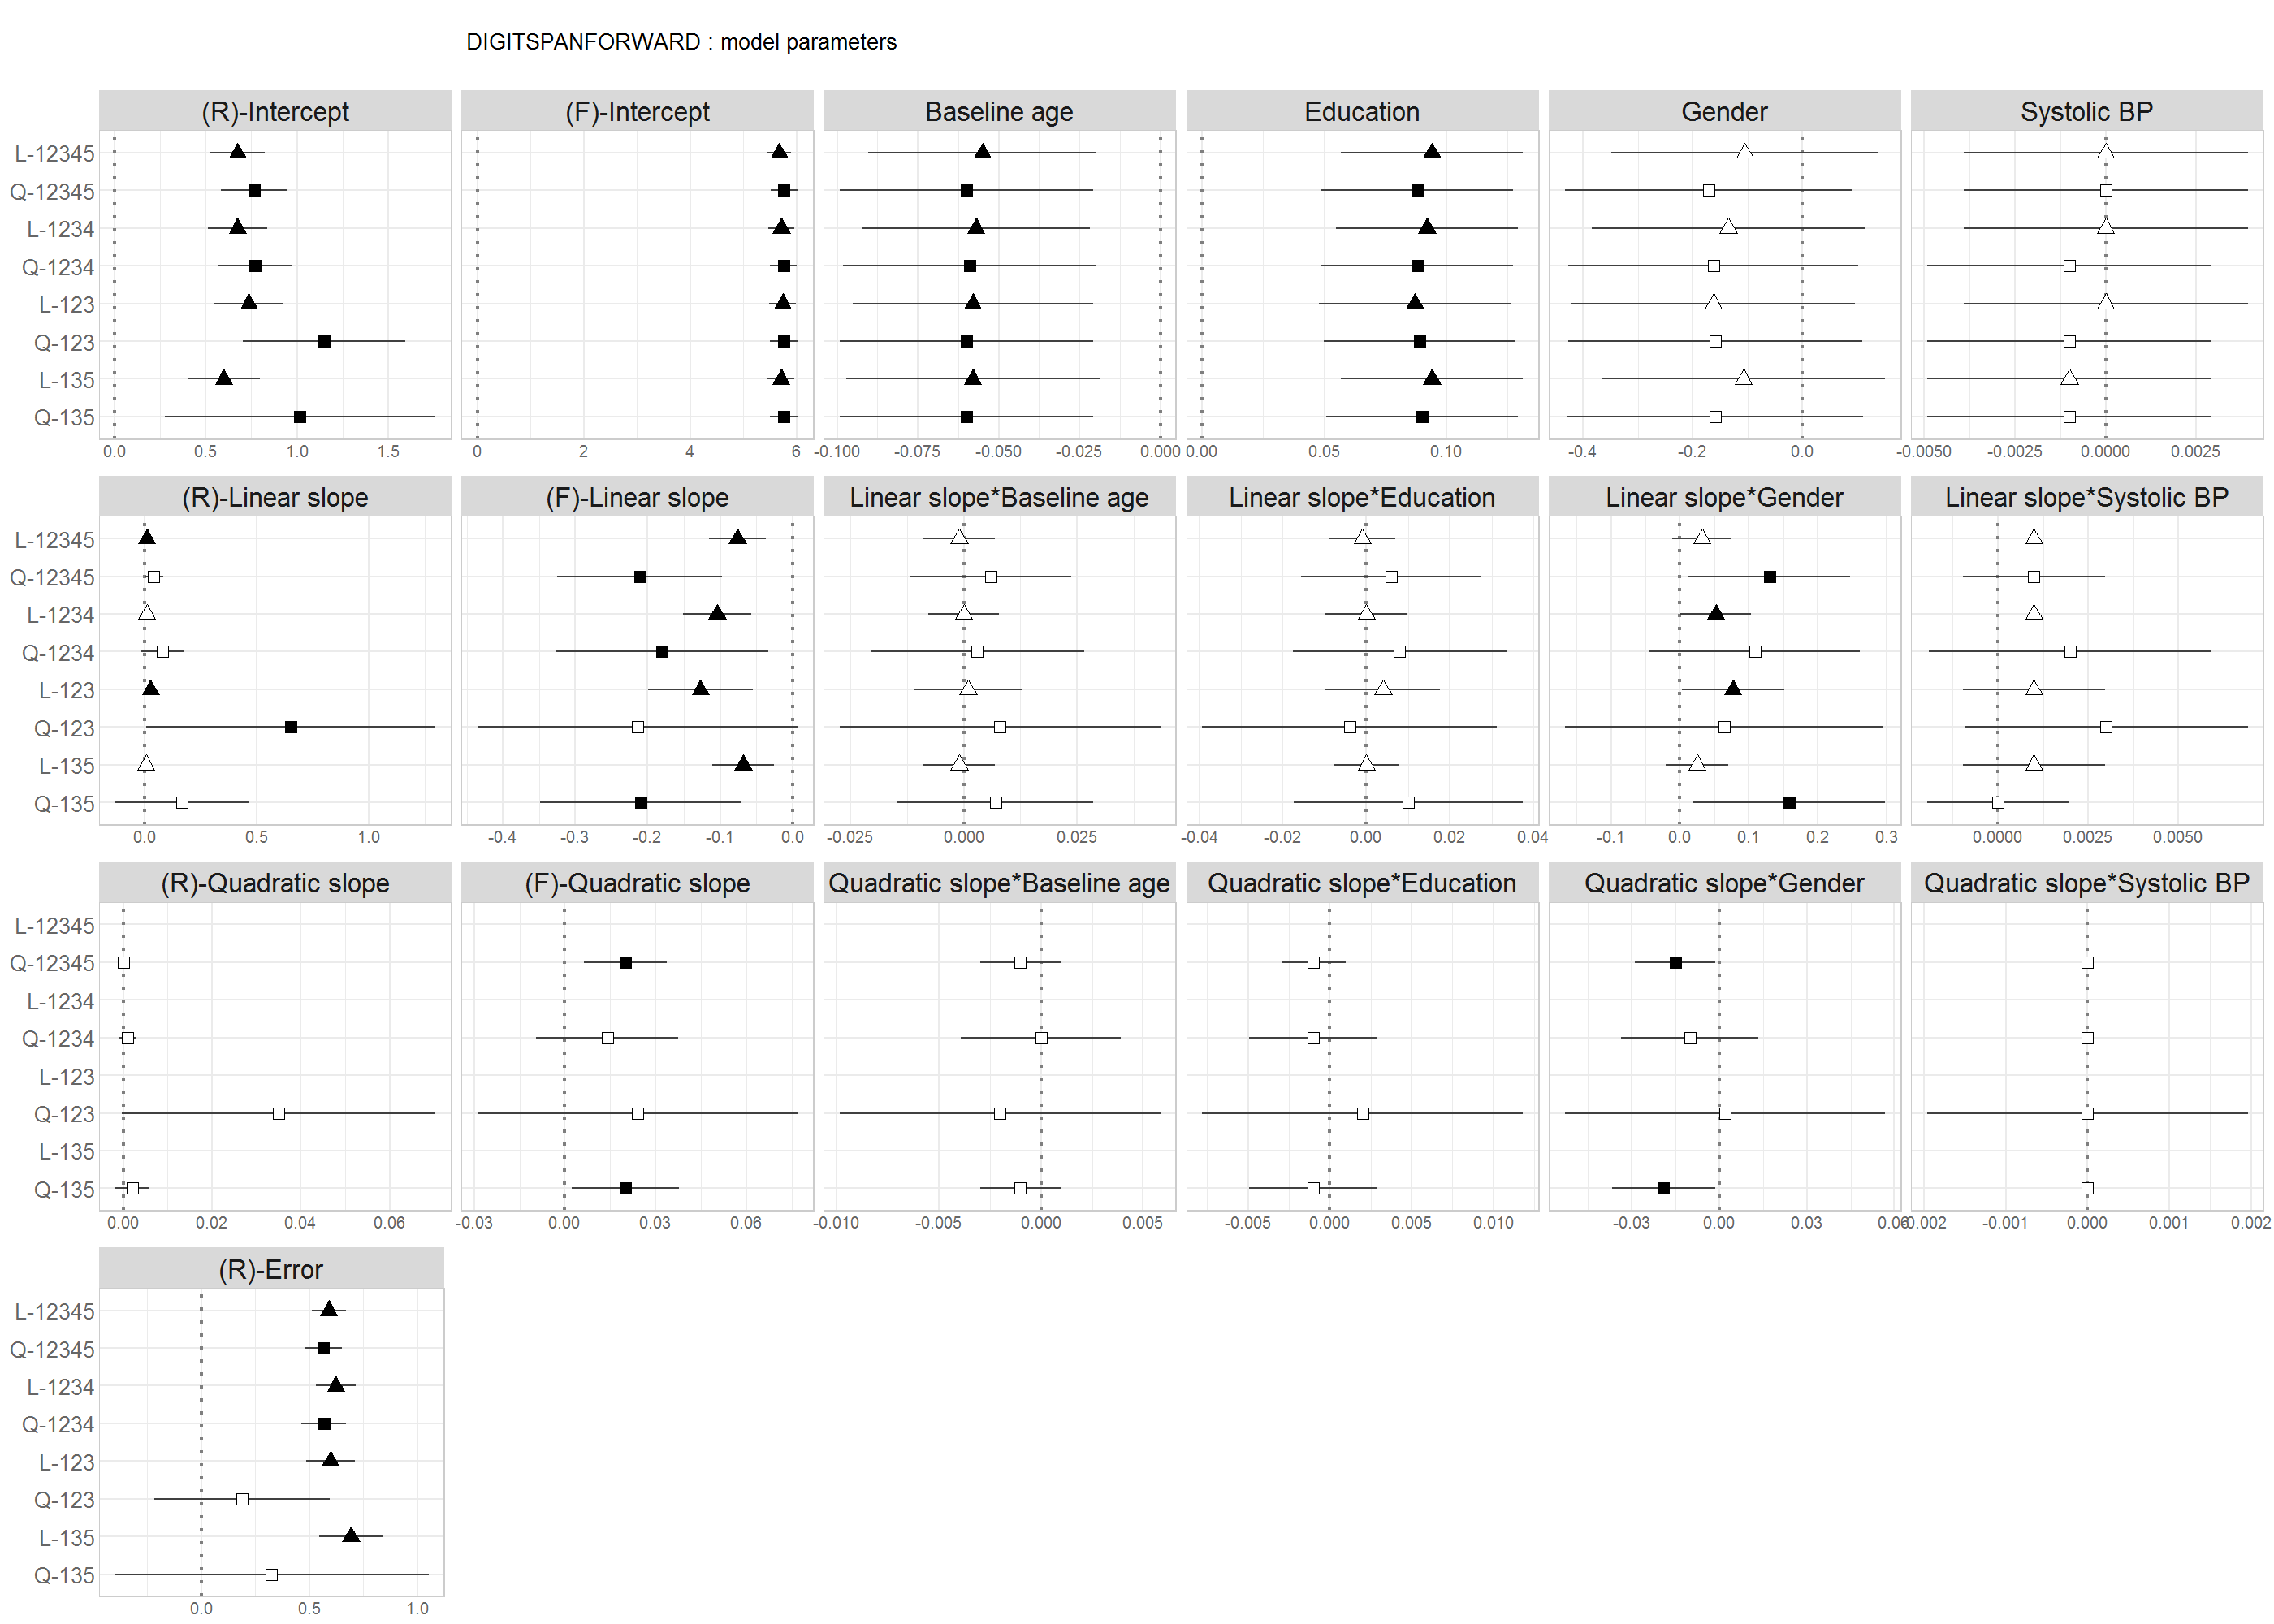 DIGITSPANFORWARD : model parameters
(R)-Intercept (F)-Intercept Baseline age Education Gender Systolic BP
L-12345
Q-12345
L-1234
Q-1234
L-123
Q-123
L-135
Q-135
0.0 0.5 1.0 1.5 0 2 4 6 -0.100 -0.075 -0.050 -0.025 0.000 0.00 0.05 0.10 -0.4 -0.2 0.0 -0.0050 -0.0025 0.0000 0.0025
(R)-Linear slope (F)-Linear slope Linear slope*Baseline age Linear slope*Education Linear slope*Gender Linear slope*Systolic BP
L-12345
Q-12345
L-1234
Q-1234
L-123
Q-123
L-135
Q-135
0.0 0.5 1.0 -0.4 -0.3 -0.2 -0.1 0.0 -0.025 0.000 0.025 -0.04 -0.02 0.00 0.02 0.04 -0.1 0.0 0.1 0.2 0.3 0.0000 0.0025 0.0050
(R)-Quadratic slope (F)-Quadratic slope Quadratic slope*Baseline age Quadratic slope*Education Quadratic slope*Gender Quadratic slope*Systolic BP
L-12345
Q-12345
L-1234
Q-1234
L-123
Q-123
L-135
Q-135
0.00 0.02 0.04 0.06 -0.03 0.00 0.03 0.06 -0.010 -0.005 0.000 0.005 -0.005 0.000 0.005 0.010 -0.03 0.00 0.03 0.06 -0.002 -0.001 0.000 0.001 0.002
(R)-Error
L-12345
Q-12345
L-1234
Q-1234
L-123
Q-123
L-135
Q-135
0.0 0.5 1.0